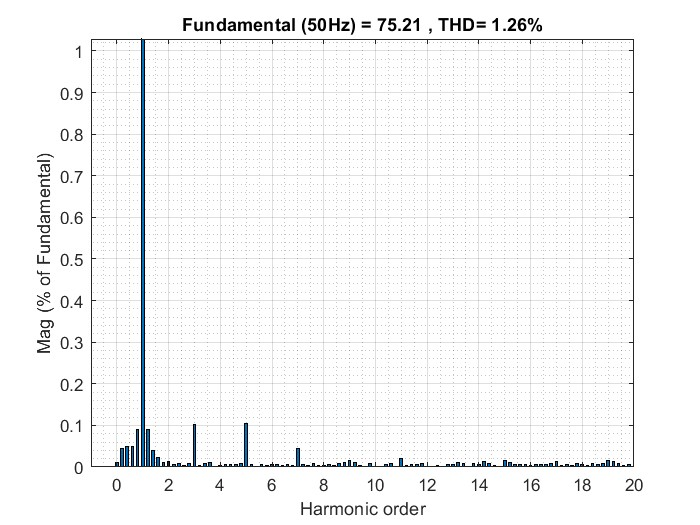 Fundamental (50Hz) = 75.21 , THD= 1.26%
Mag (% of Fundamental)
1
0.9
0.8
0.7
0.6
0.5
0.4
0.3
0.2
0.1
0
0 2 4 6 8 10 12 14 16 18 20
Harmonic order